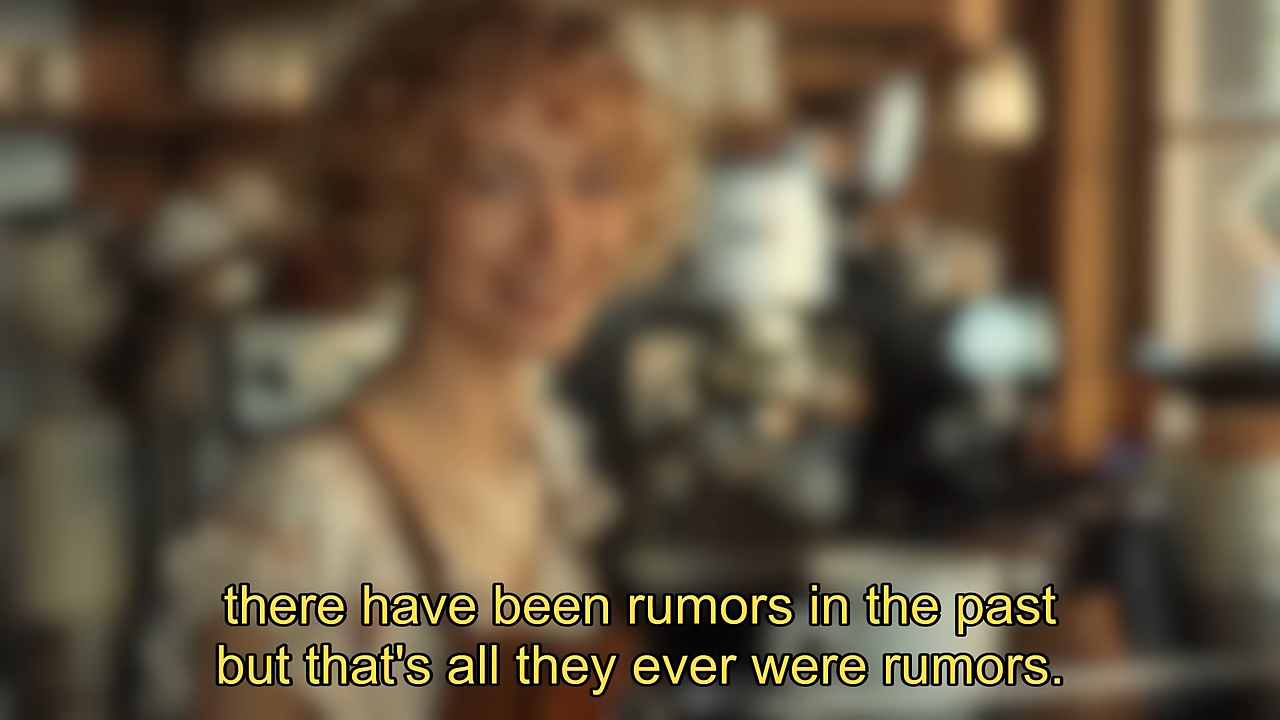 there have been rumors in the past
but that's all they ever were rumors.